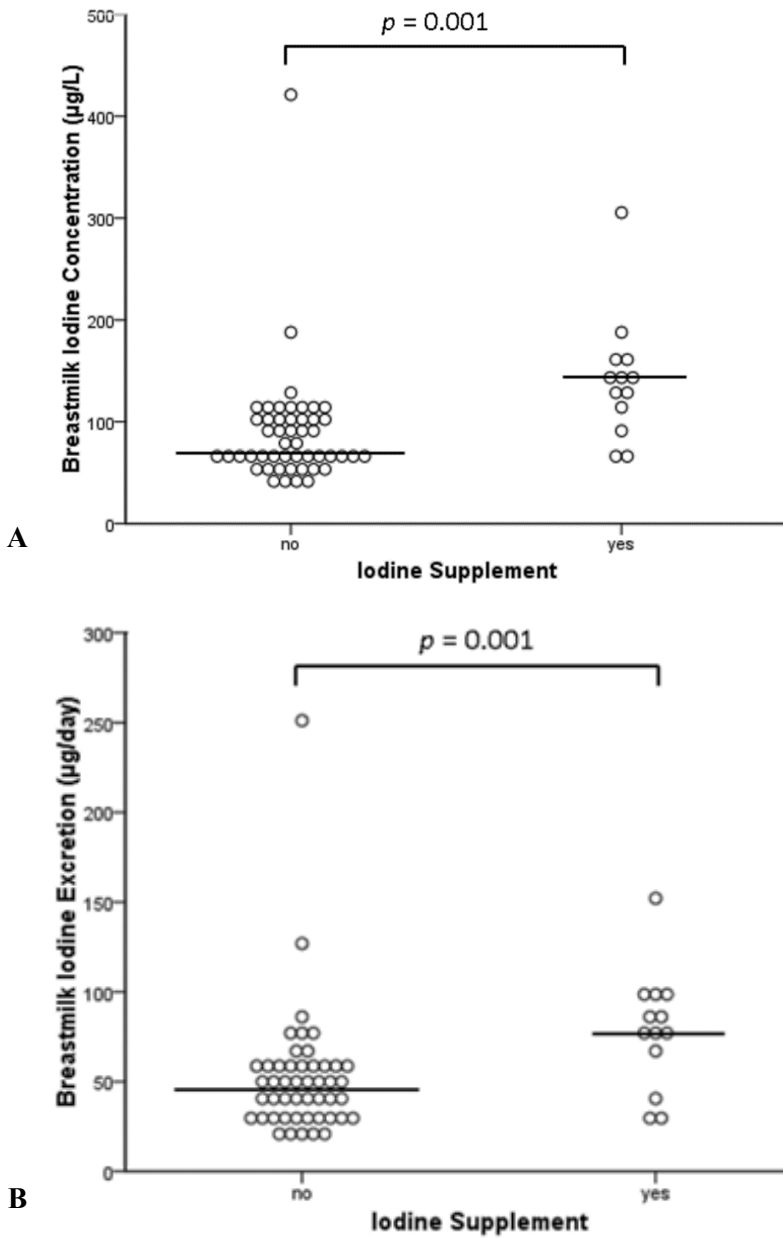 p = 0.001
500
400
300
200
100
0
Breastmilk Iodine Concentration (µg/L)
no
yes
Iodine Supplement
A
p = 0.001
300
250
200
150
100
50
0
Breastmilk Iodine Excretion (µg/day)
no
yes
Iodine Supplement
B